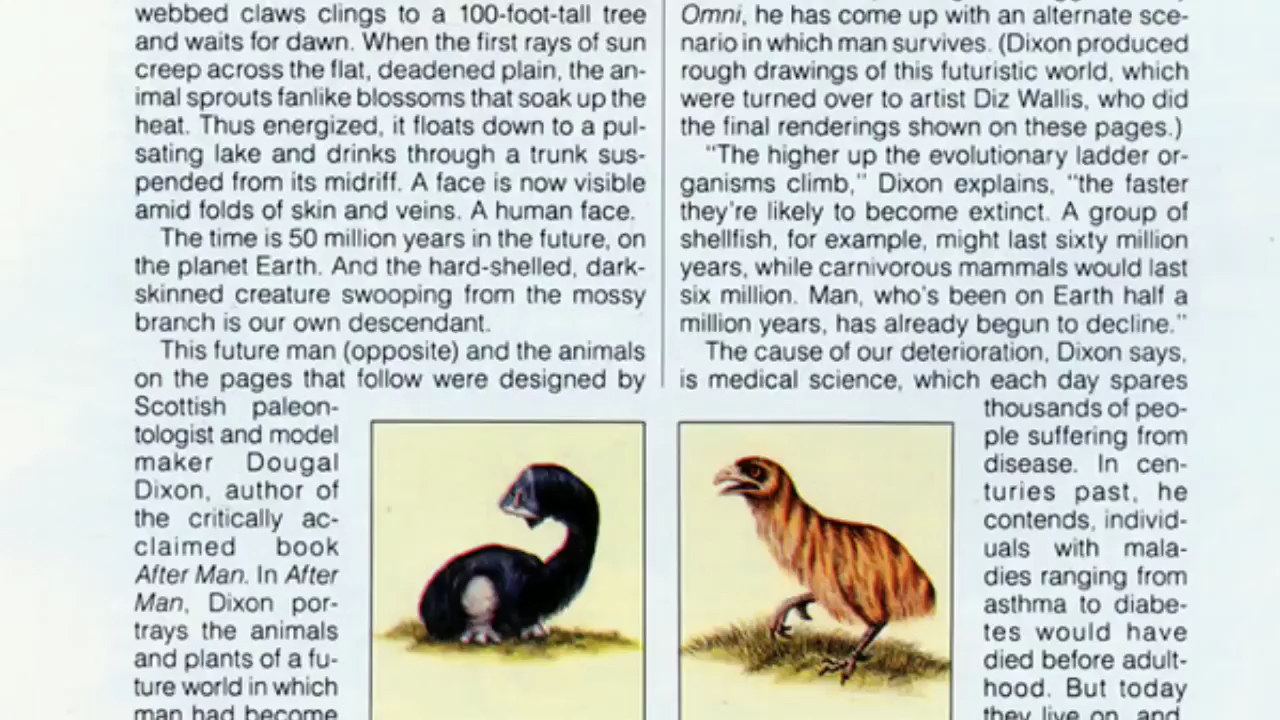 webbed claws clings to a 100-foot-tall tree
and waits for dawn. When the first rays of sun
creep across the flat, deadened plain, the an-
imal sprouts fanlike blossoms that soak up the
heat. Thus energized, it floats down to a pul-
sating lake and drinks through a trunk sus-
pended from its midriff. A face is now visible
amid folds of skin and veins. A human face.
The time is 50 million years in the future, on
the planet Earth. And the hard-shelled, dark-
skinned creature swooping from the mossy
branch is our own descendant.
This future man (opposite) and the animals
on the pages that follow were designed by
Scottish paleon-
tologist and model
maker Dougal
Dixon, author of
the critically ac-
claimed book
After Man. In After
Man, Dixon por-
trays the animals
and plants of a fu-
ture world in which
man had become
Omni, he has come up with an alternate sce-
nario in which man survives. (Dixon produced
rough drawings of this futuristic world, which
were turned over to artist Diz Wallis, who did
the final renderings shown on these pages.)
"The higher up the evolutionary ladder or-
ganisms climb," Dixon explains, "the faster
they're likely to become extinct. A group of
shellfish, for example, might last sixty million
years, while carnivorous mammals would last
six million. Man, who's been on Earth half a
million years, has already begun to decline."
The cause of our deterioration, Dixon says,
is medical science, which each day spares
thousands of peo-
ple suffering from
disease. In cen-
turies past, he
contends, individ-
uals with mala-
dies ranging from
asthma to diabe-
tes would have
died before adult-
hood. But today
they live on, and